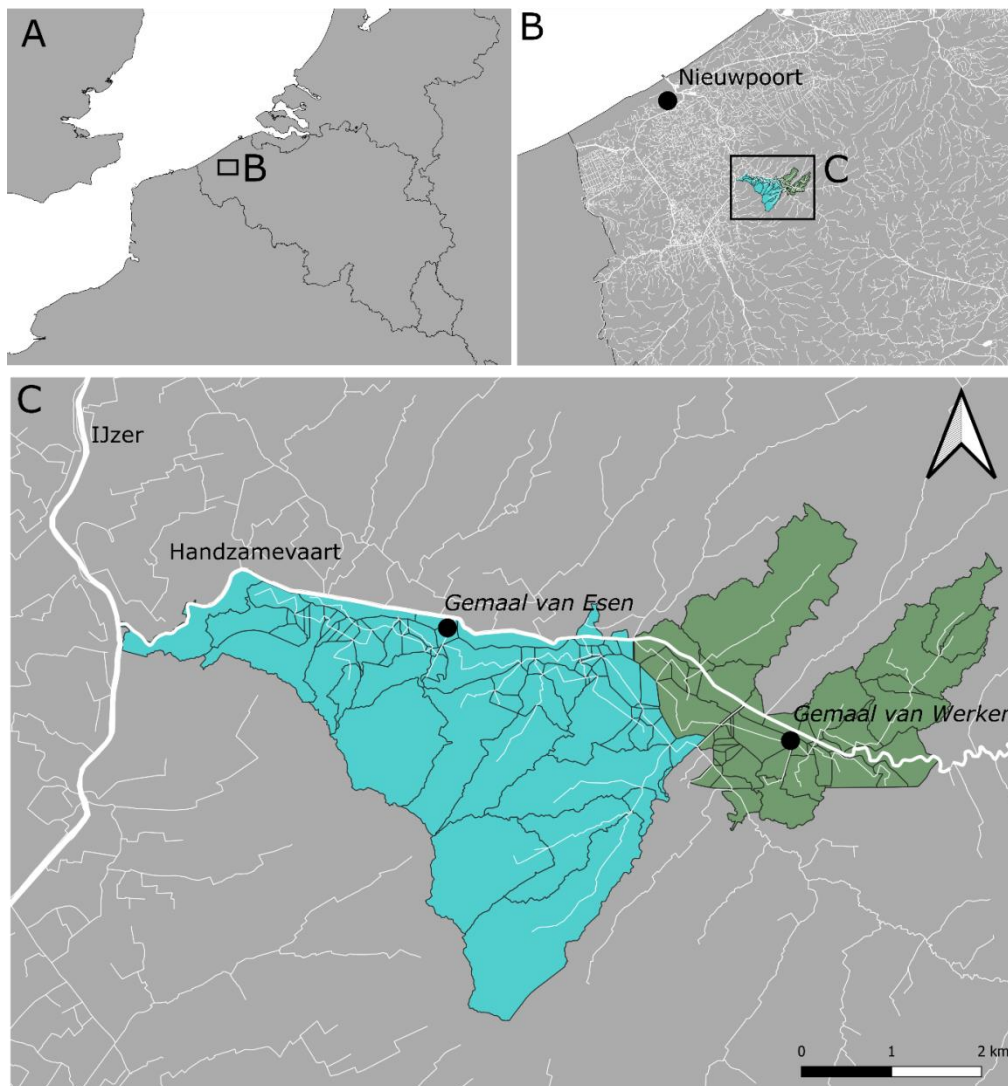 A
B
B
Nieuwpoort
C
C
IJzer
Handzamevaart
Gemaal van Esen
Gemaal van Werken
0 1 2 km